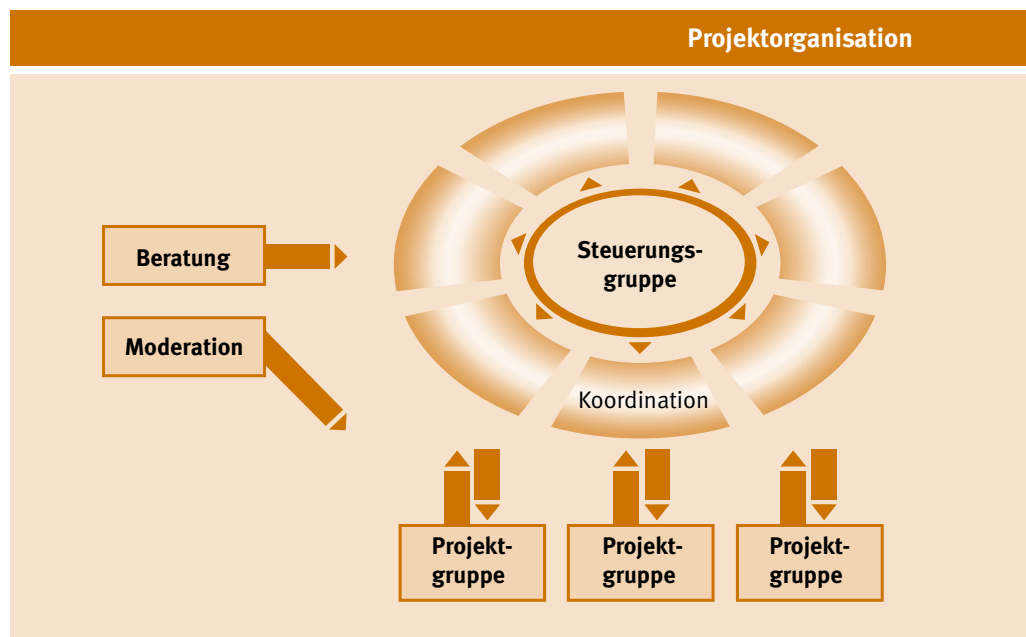 Projektorganisation
Beratung
Moderation
Steuerungs-
gruppe
Koordination
Projekt-
gruppe
Projekt-
gruppe
Projekt-
gruppe